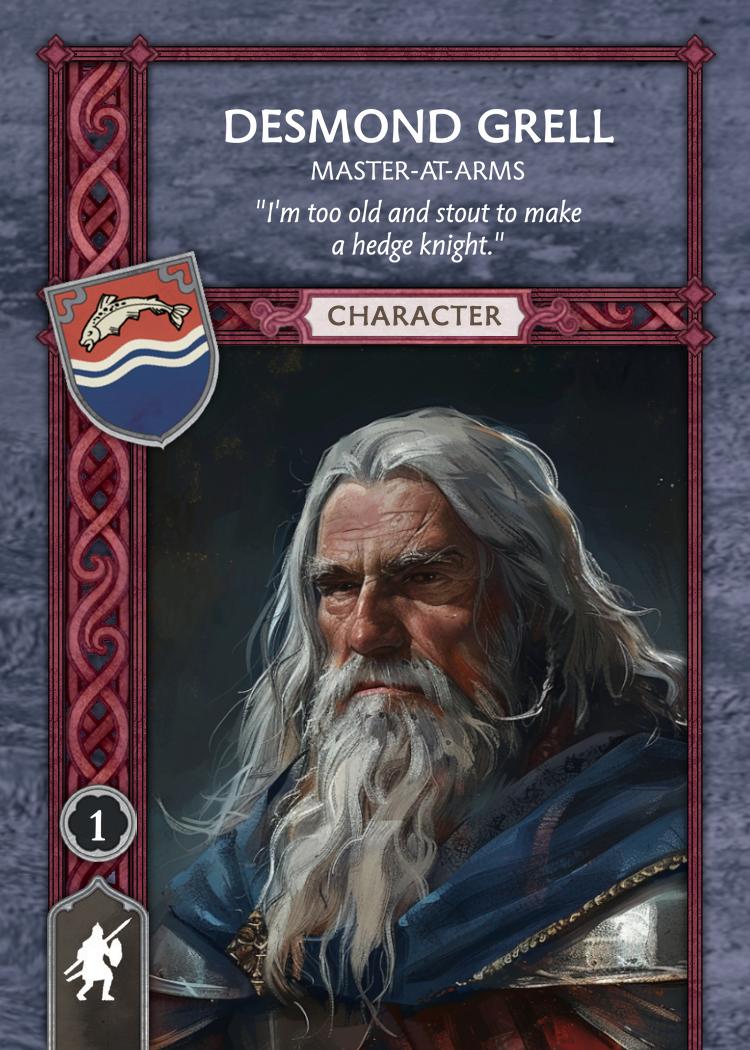 DESMOND GRELL
MASTER-AT-ARMS
"I'm too old and stout to make
a hedge knight."
CHARACTER
1